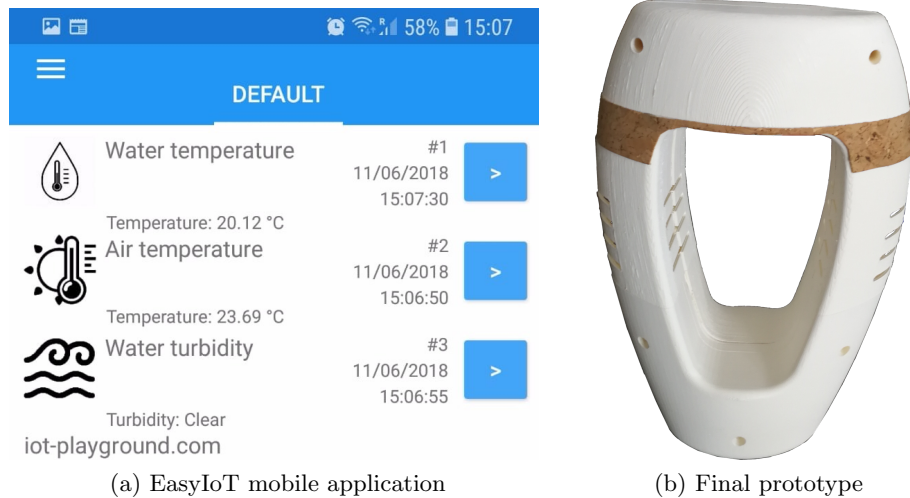 58% 15:07
DEFAULT
Water temperature
#1
11/06/2018
15:07:30
>
Temperature: 20.12 °C
Air temperature
#2
11/06/2018
15:06:50
>
Temperature: 23.69 °C
Water turbidity
#3
11/06/2018
15:06:55
>
Turbidity: Clear
iot-playground.com
(a) EasyIoT mobile application
(b) Final prototype